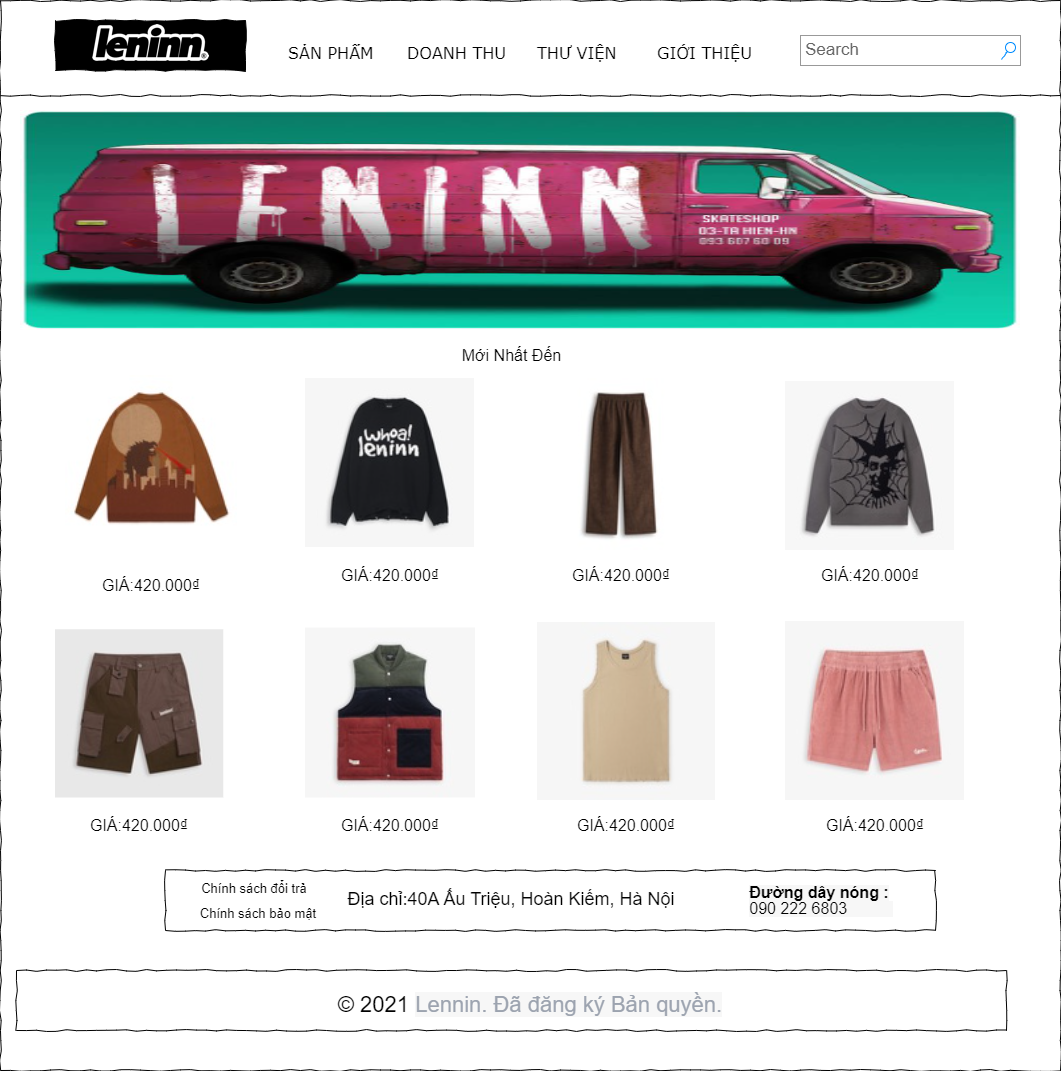 leninn®
SẢN PHẨM DOANH THU THƯ VIỆN GIỚI THIỆU Search
LENINN
SKATESHOP
03-TA HIEN-HN
093 607 60 09
Mới Nhất Đến
whoa!
leninn
LENINN
GIÁ:420.000₫ GIÁ:420.000₫ GIÁ:420.000₫ GIÁ:420.000₫
GIÁ:420.000₫ GIÁ:420.000₫ GIÁ:420.000₫ GIÁ:420.000₫
Chính sách đổi trả
Chính sách bảo mật
Địa chỉ:40A Ấu Triệu, Hoàn Kiếm, Hà Nội
Đường dây nóng :
090 222 6803
© 2021 Lennin. Đã đăng ký Bản quyền.